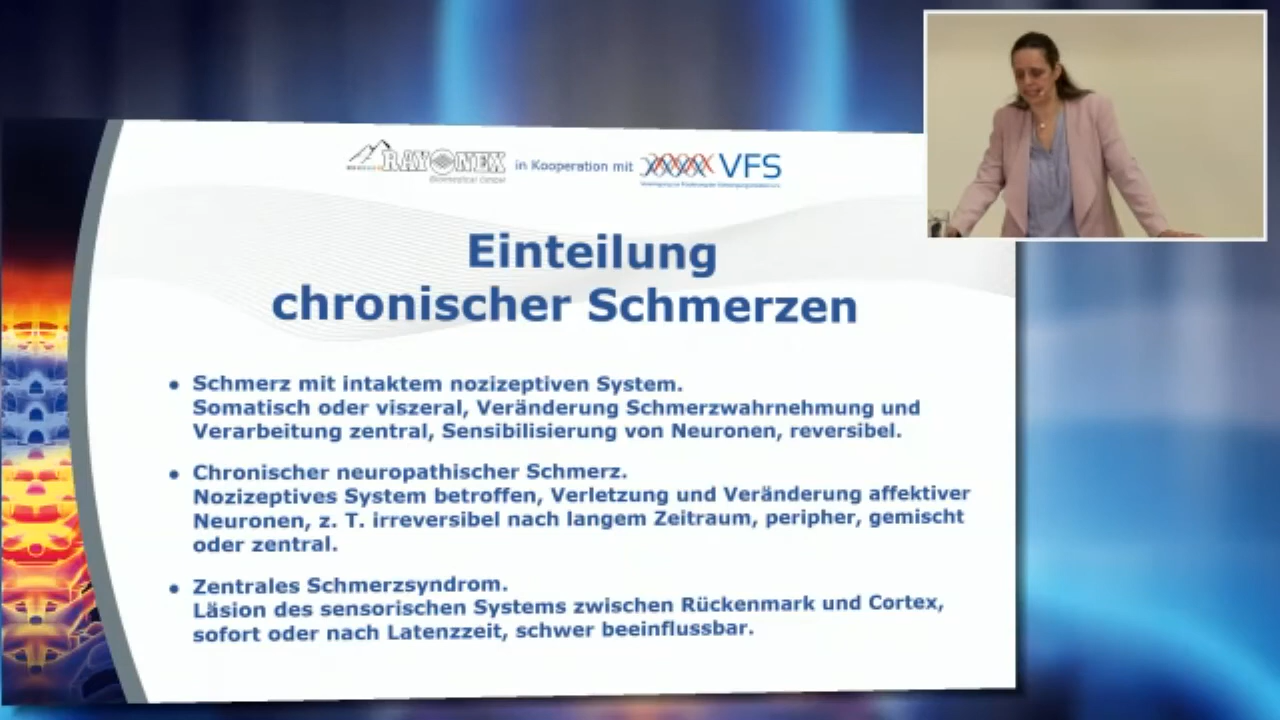 RAYONEX
Biomedical GmbH
in Kooperation mit
VFS
Einteilung
chronischer Schmerzen
• Schmerz mit intaktem nozizeptiven System.
Somatisch oder viszeral, Veränderung Schmerzwahrnehmung und
Verarbeitung zentral, Sensibilisierung von Neuronen, reversibel.
• Chronischer neuropathischer Schmerz.
Nozizeptives System betroffen, Verletzung und Veränderung affektiver
Neuronen, z. T. irreversibel nach langem Zeitraum, peripher, gemischt
oder zentral.
• Zentrales Schmerzsyndrom.
Läsion des sensorischen Systems zwischen Rückenmark und Cortex,
sofort oder nach Latenzzeit, schwer beeinflussbar.